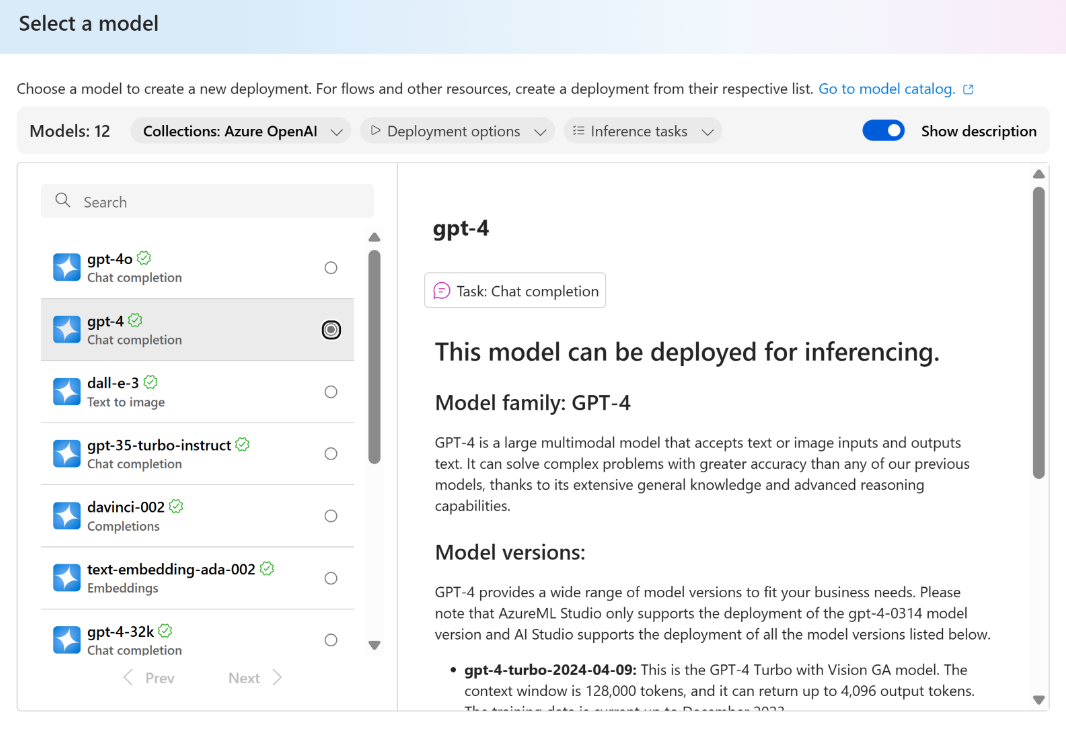 Select a model
Choose a model to create a new deployment. For flows and other resources, create a deployment from their respective list. Go to model catalog.
Models: 12
Collections: Azure OpenAI
Deployment options
Inference tasks
Show description
Search
gpt-4o
Chat completion
gpt-4
Chat completion
dall-e-3
Text to image
gpt-35-turbo-instruct
Chat completion
davinci-002
Completions
text-embedding-ada-002
Embeddings
gpt-4-32k
Chat completion
Prev
Next
gpt-4
Task: Chat completion
This model can be deployed for inferencing.
Model family: GPT-4
GPT-4 is a large multimodal model that accepts text or image inputs and outputs
text. It can solve complex problems with greater accuracy than any of our previous
models, thanks to its extensive general knowledge and advanced reasoning
capabilities.
Model versions:
GPT-4 provides a wide range of model versions to fit your business needs. Please
note that AzureML Studio only supports the deployment of the gpt-4-0314 model
version and AI Studio supports the deployment of all the model versions listed below.
• gpt-4-turbo-2024-04-09: This is the GPT-4 Turbo with Vision GA model. The
context window is 128,000 tokens, and it can return up to 4,096 output tokens.
The training data is current up to December 2023